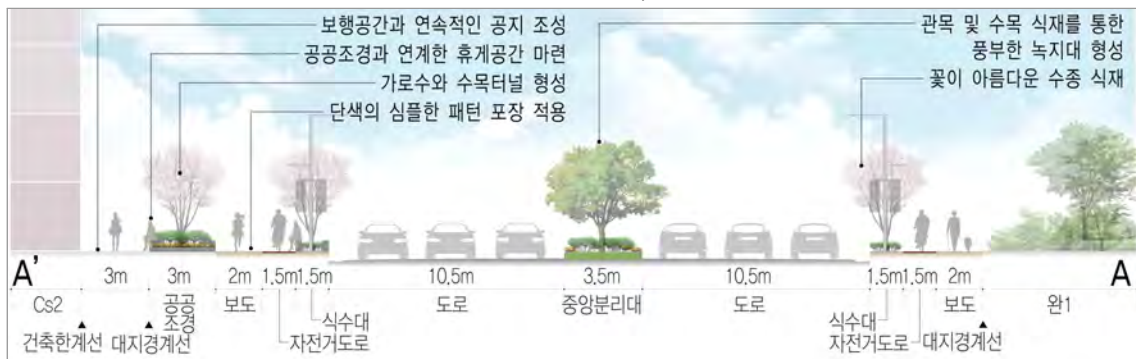 보행공간과 연속적인 공지 조성
공공조경과 연계한 휴게공간 마련
가로수와 수목터널 형성
단색의 심플한 패턴 포장 적용
관목 및 수목 식재를 통한
풍부한 녹지대 형성
꽃이 아름다운 수종 식재
A' 3m 3m 2m 1.5m 1.5m 10.5m 3.5m 10.5m 1.5m 1.5m 2m A
Cs2 공공 보도 도로 중앙분리대 도로 보도 완1
조경
식수대 식수대
건축한계선 대지경계선 자전거도로 자전거도로 대지경계선